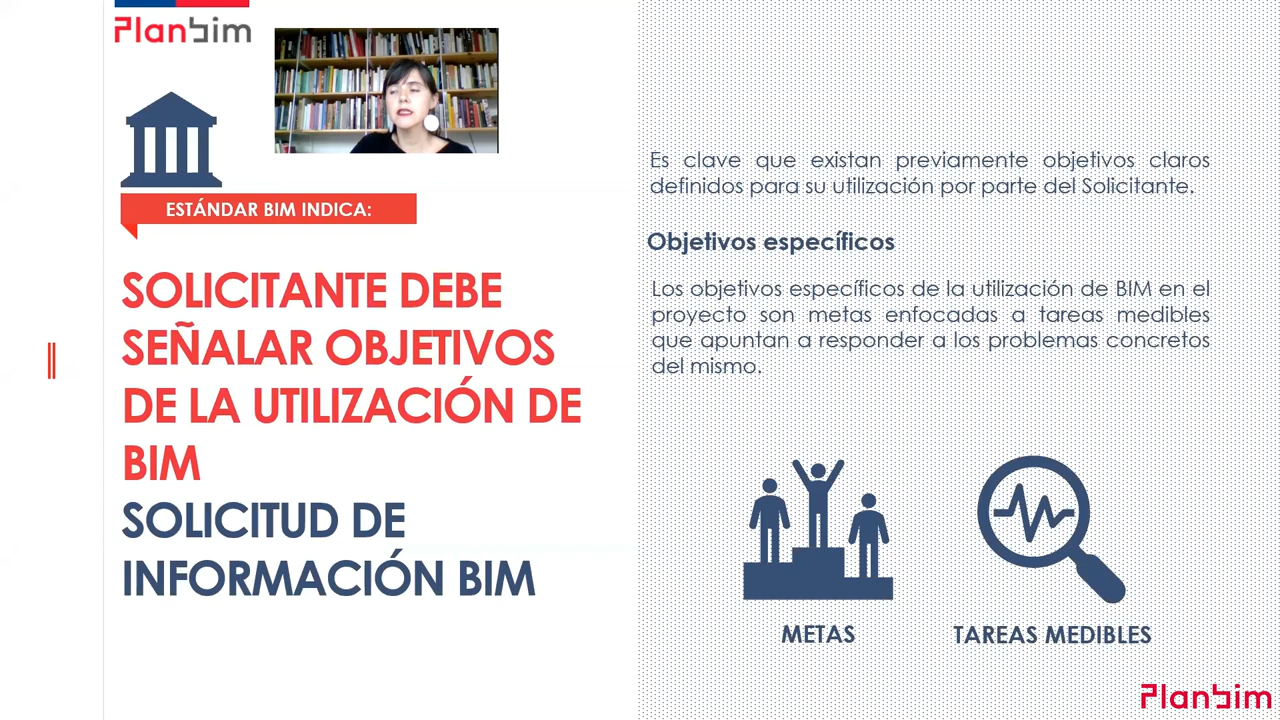 Planbim
ESTÁNDAR BIM INDICA:
SOLICITANTE DEBE
SEÑALAR OBJETIVOS
DE LA UTILIZACIÓN DE
BIM
SOLICITUD DE
INFORMACIÓN BIM
Es clave que existan previamente objetivos claros
definidos para su utilización por parte del Solicitante.
Objetivos específicos
Los objetivos específicos de la utilización de BIM en el
proyecto son metas enfocadas a tareas medibles
que apuntan a responder a los problemas concretos
del mismo.
METAS
TAREAS MEDIBLES
Planbim